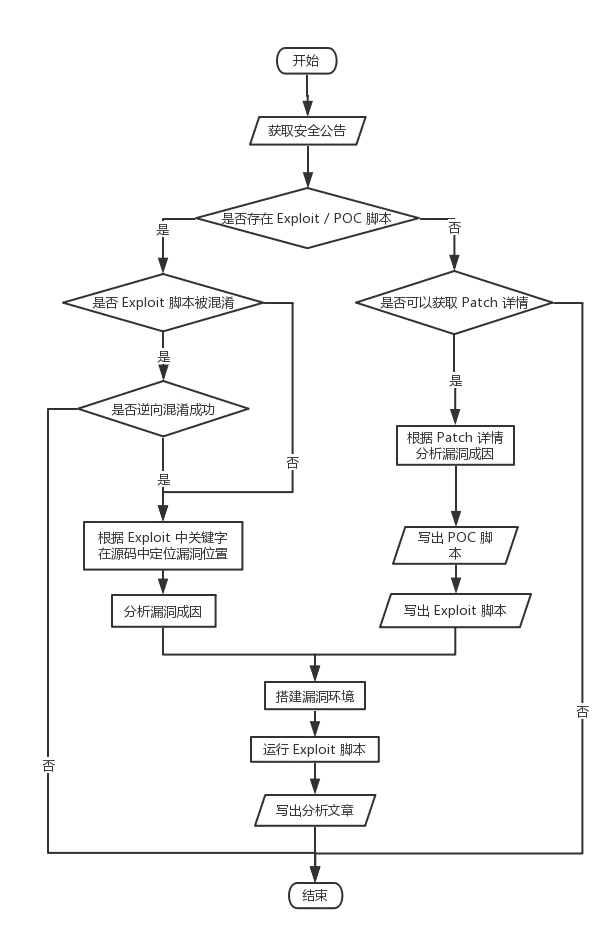 开始
获取安全公告
是否存在 Exploit / POC 脚本
是
否
是否 Exploit 脚本被混淆
是否可以获取 Patch 详情
是
是
是否逆向混淆成功
根据 Patch 详情
分析漏洞成因
否
是
根据 Exploit 中关键字
在源码中定位漏洞位置
写出 POC 脚
本
分析漏洞成因
写出 Exploit 脚本
搭建漏洞环境
否
运行 Exploit 脚本
否
写出分析文章
结束